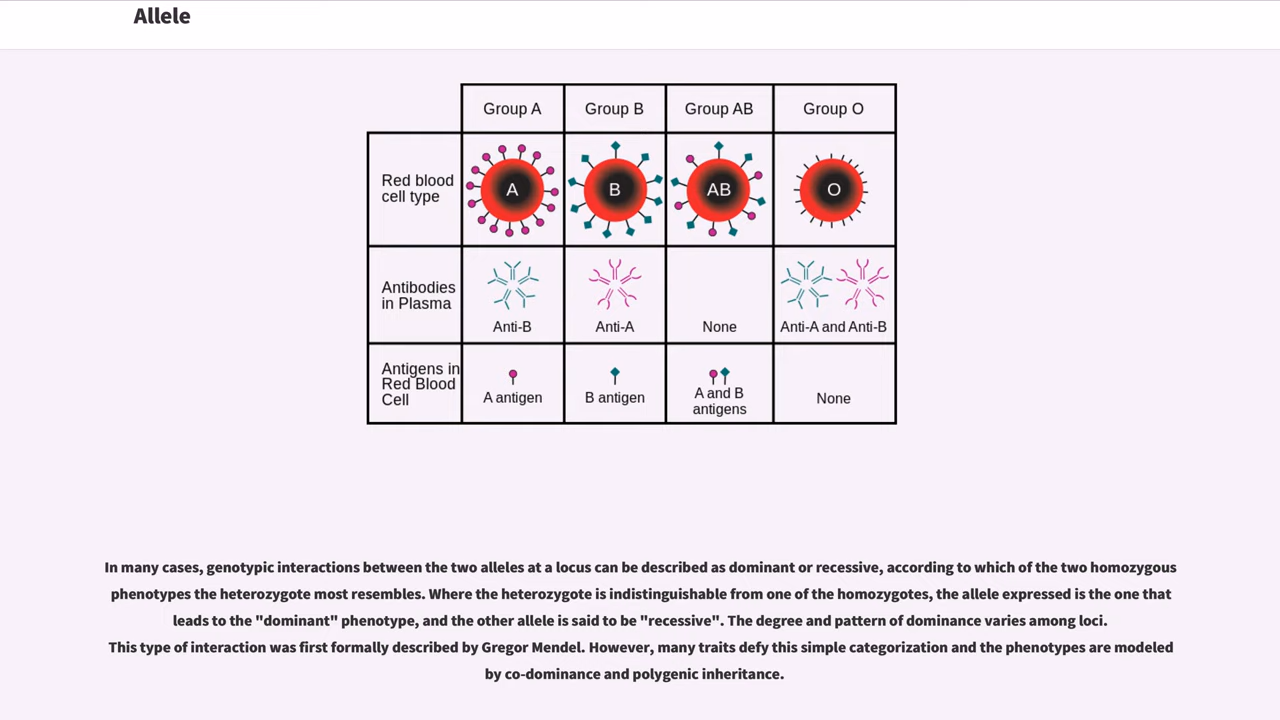 Allele
Group A Group B Group AB Group O
Red blood
cell type
A B AB O
Antibodies
in Plasma
Anti-B Anti-A None Anti-A and Anti-B
Antigens in
Red Blood
Cell
A antigen B antigen A and B
antigens None
In many cases, genotypic interactions between the two alleles at a locus can be described as dominant or recessive, according to which of the two homozygous
phenotypes the heterozygote most resembles. Where the heterozygote is indistinguishable from one of the homozygotes, the allele expressed is the one that
leads to the "dominant" phenotype, and the other allele is said to be "recessive". The degree and pattern of dominance varies among loci.
This type of interaction was first formally described by Gregor Mendel. However, many traits defy this simple categorization and the phenotypes are modeled
by co-dominance and polygenic inheritance.